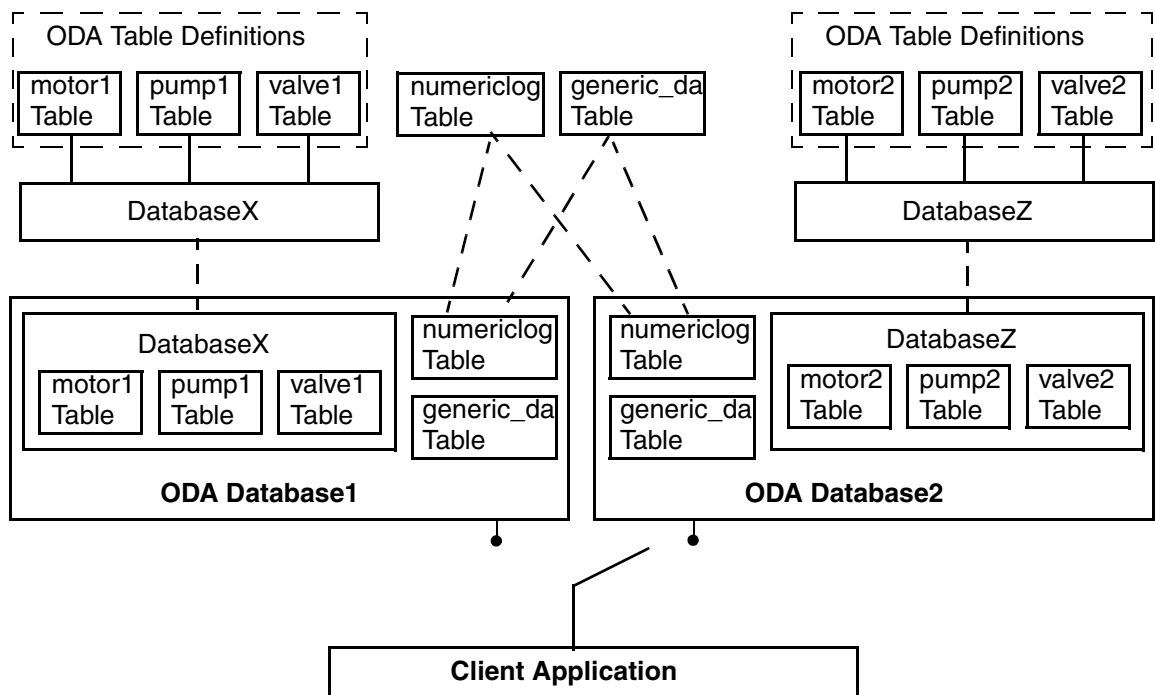 ODA Table Definitions
motor1
Table
pump1
Table
valve1
Table
numericlog
Table
generic_da
Table
ODA Table Definitions
motor2
Table
pump2
Table
valve2
Table
DatabaseX
DatabaseZ
DatabaseX
motor1
Table
pump1
Table
valve1
Table
numericlog
Table
generic_da
Table
ODA Database1
numericlog
Table
generic_da
Table
DatabaseZ
motor2
Table
pump2
Table
valve2
Table
ODA Database2
Client Application